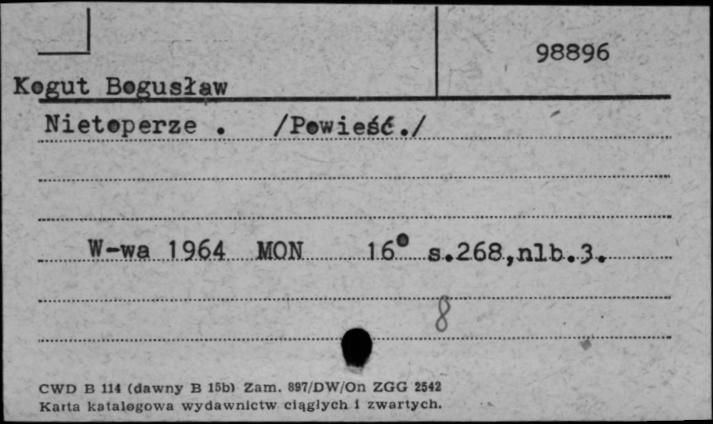 98896
Kogut Bogusław
Nietoperze . /Powieść./
W-wa 1964 MON 16° s.268,nlb.3.
8
CWD B 114 (dawny B 15b) Zam. 897/DW/On ZGG 2542
Karta katalogowa wydawnictw ciągłych i zwartych.